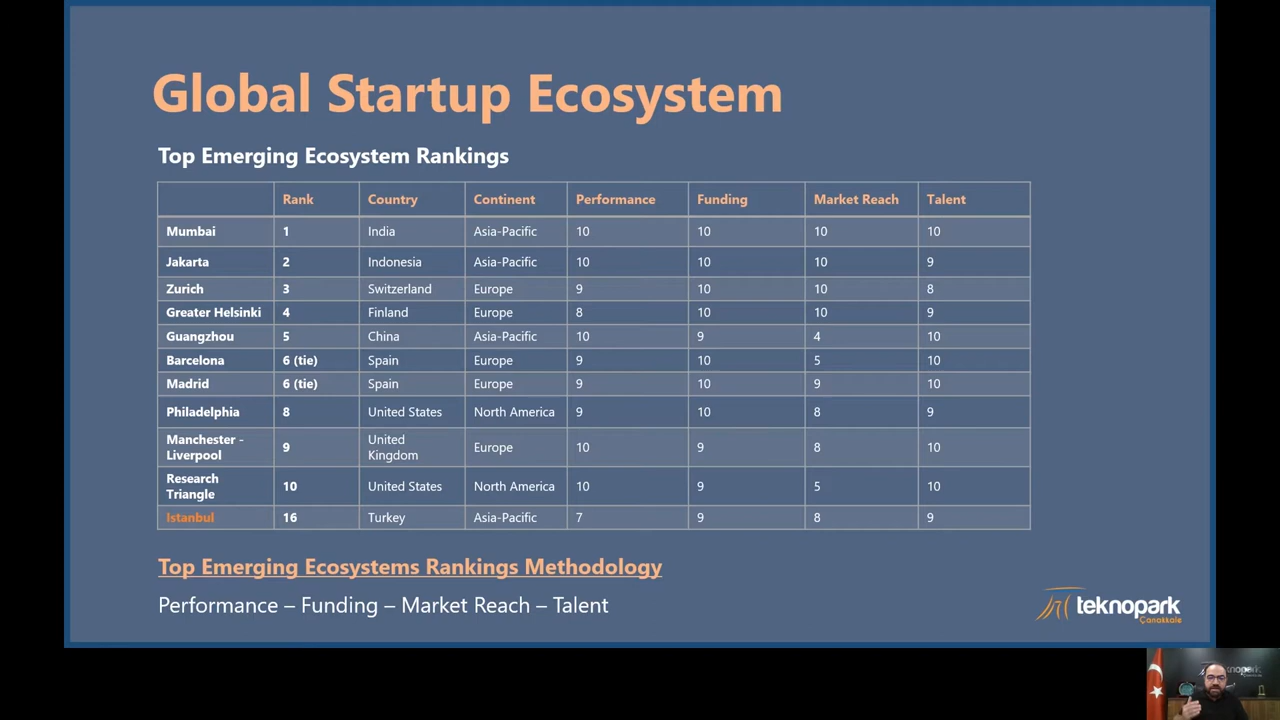 Global Startup Ecosystem
Top Emerging Ecosystem Rankings
Rank Country Continent Performance Funding Market Reach Talent
Mumbai 1 India Asia-Pacific 10 10 10 10
Jakarta 2 Indonesia Asia-Pacific 10 10 10 9
Zurich 3 Switzerland Europe 9 10 10 8
Greater Helsinki 4 Finland Europe 8 10 10 9
Guangzhou 5 China Asia-Pacific 10 9 4 10
Barcelona 6 (tie) Spain Europe 9 10 5 10
Madrid 6 (tie) Spain Europe 9 10 9 10
Philadelphia 8 United States North America 9 10 8 9
Manchester -
Liverpool 9 United
Kingdom Europe 10 9 8 10
Research
Triangle 10 United States North America 10 9 5 10
Istanbul 16 Turkey Asia-Pacific 7 9 8 9
Top Emerging Ecosystems Rankings Methodology
Performance – Funding – Market Reach – Talent
teknopark
Çanakkale